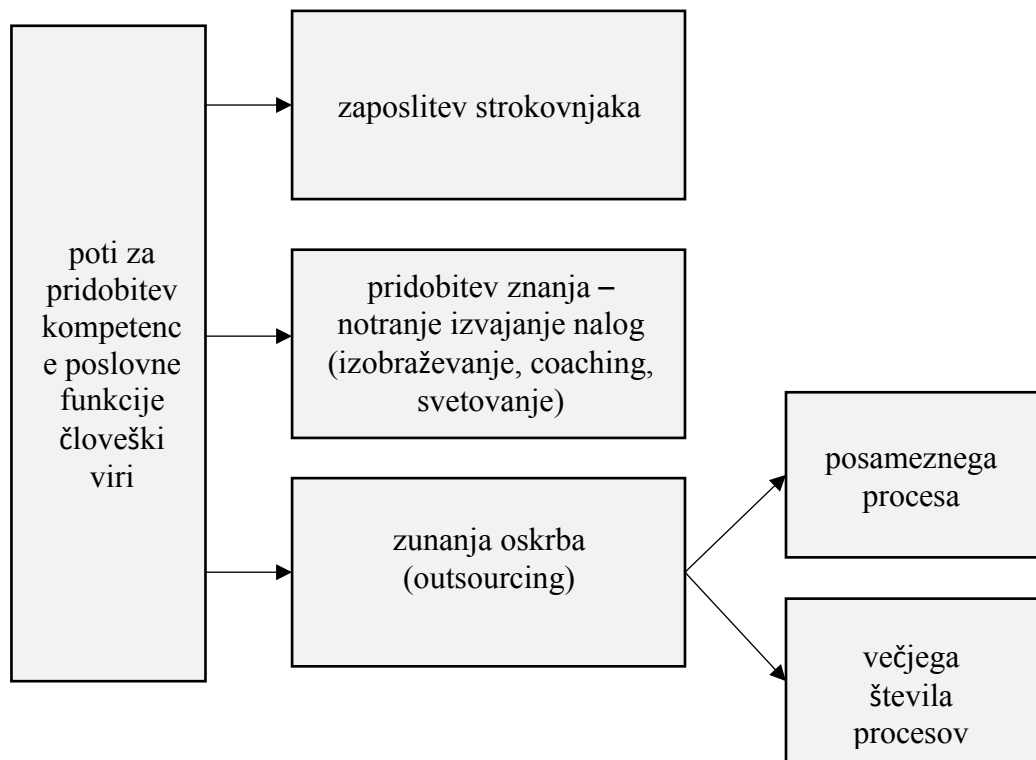 poti za
pridobitev
kompetenc
e poslovne
funkcije
človeški
viri
zaposlitev strokovnjaka
pridobitev znanja –
notranje izvajanje nalog
(izobraževanje, coaching,
svetovanje)
zunanja oskrba
(outsourcing)
posameznega
procesa
večjega
števila
procesov